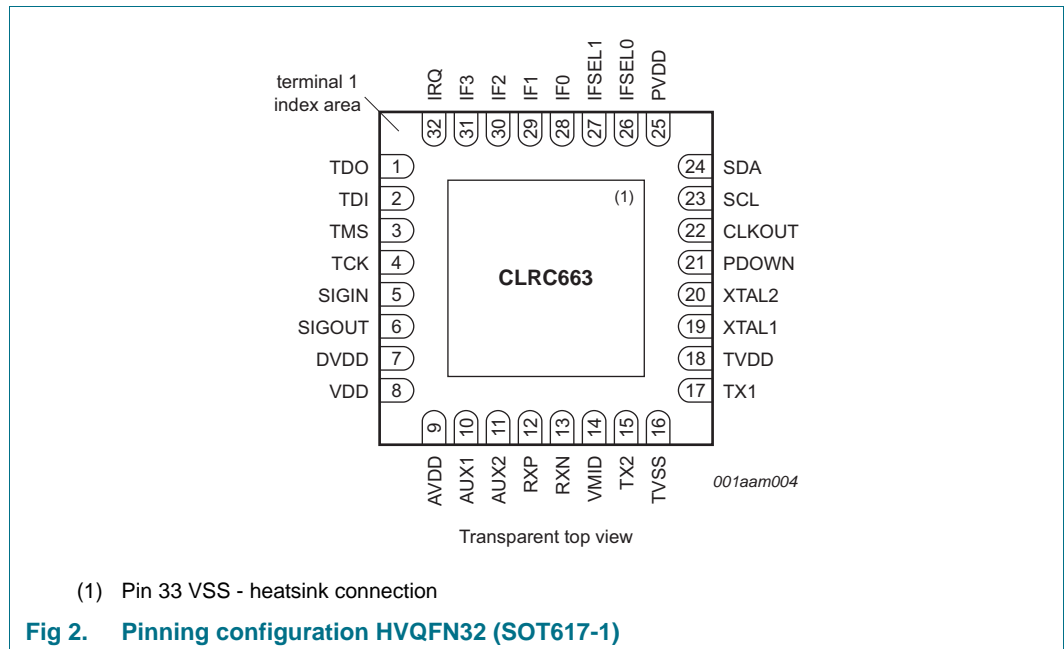 terminal 1
index area
IRQ IF3 IF2 IF1 IF0 IFSEL1 IFSEL0 PVDD
32 31 30 29 28 27 26 25
TDO 1
TDI 2
TMS 3
TCK 4
SIGIN 5
SIGOUT 6
DVDD 7
VDD 8
(1)
CLRC663
24 SDA
23 SCL
22 CLKOUT
21 PDOWN
20 XTAL2
19 XTAL1
18 TVDD
17 TX1
9 10 11 12 13 14 15 16
AVDD AUX1 AUX2 RXP RXN VMID TX2 TVSS
001aam004
Transparent top view
(1) Pin 33 VSS - heatsink connection
Fig 2. Pinning configuration HVQFN32 (SOT617-1)